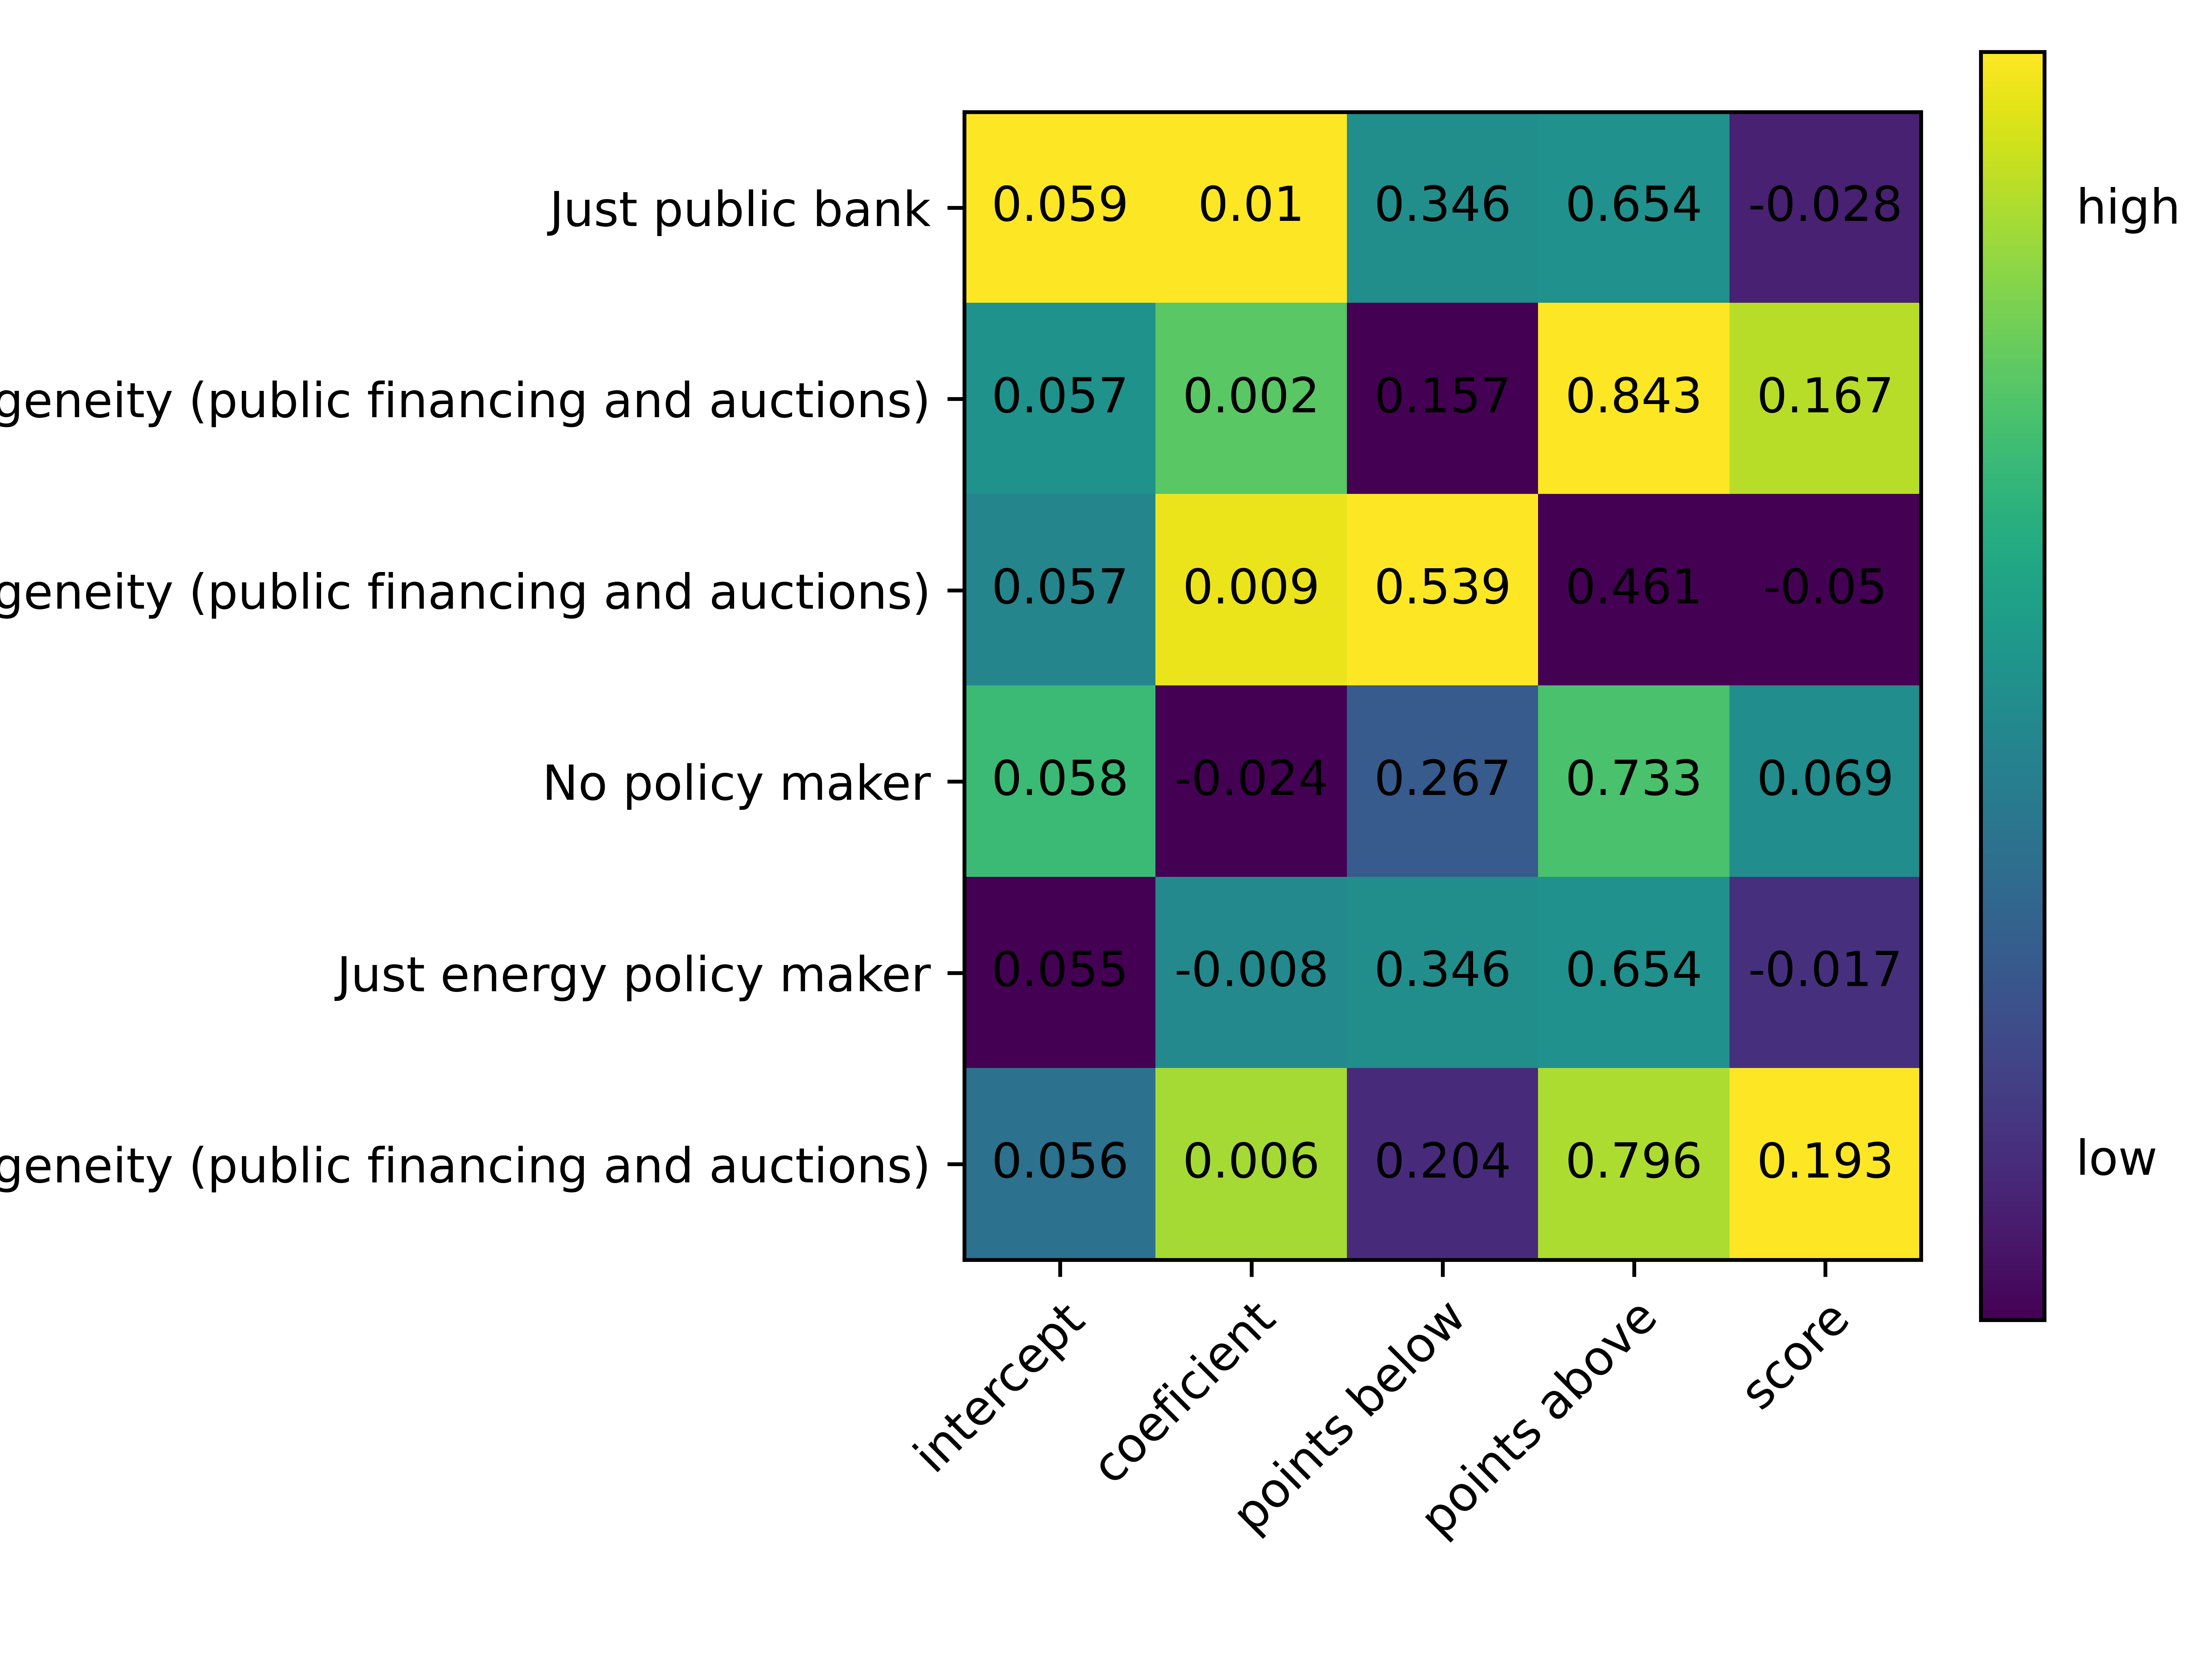 Just public bank 0.059 0.01 0.346 0.654 -0.028 high
geneity (public financing and auctions) 0.057 0.002 0.157 0.843 0.167
geneity (public financing and auctions) 0.057 0.009 0.539 0.461 -0.05
No policy maker 0.058 -0.024 0.267 0.733 0.069
Just energy policy maker 0.055 -0.008 0.346 0.654 -0.017
geneity (public financing and auctions) 0.056 0.006 0.204 0.796 0.193 low
intercept coeficient points below points above score